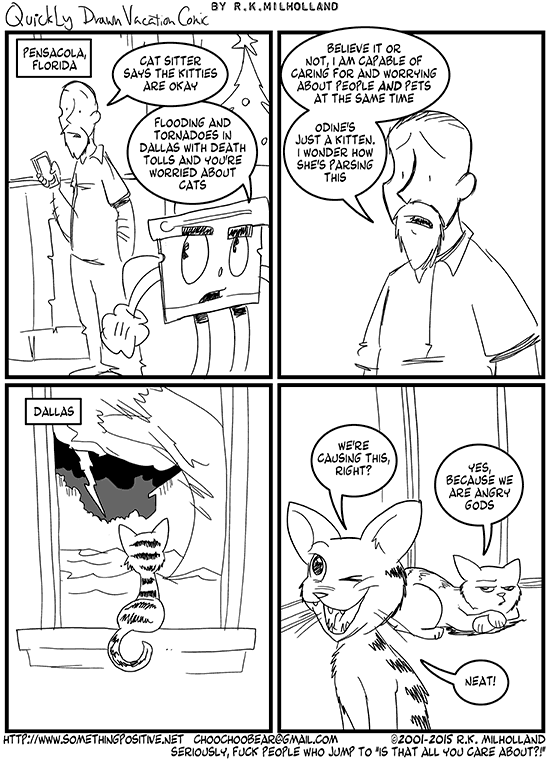 Quickly Drawn Vacation Comic
BY R.K.MILHOLLAND
PENSACOLA,
FLORIDA
CAT SITTER
SAYS THE KITTIES
ARE OKAY
FLOODING AND
TORNADOES IN
DALLAS WITH DEATH
TOLLS AND YOU'RE
WORRIED ABOUT
CATS
BELIEVE IT OR
NOT, I AM CAPABLE OF
CARING FOR AND WORRYING
ABOUT PEOPLE AND PETS
AT THE SAME TIME
ODINE'S
JUST A KITTEN.
I WONDER HOW
SHE'S PARSING
THIS
DALLAS
WE'RE
CAUSING THIS,
RIGHT?
YES,
BECAUSE WE
ARE ANGRY
GODS
NEAT!
HTTP://WWW.SOMETHINGPOSITIVE.NET CHOOCHOOBEAR@GMAIL.COM ©2001-2015 R.K. MILHOLLAND
SERIOUSLY, FUCK PEOPLE WHO JUMP TO "IS THAT ALL YOU CARE ABOUT?!"